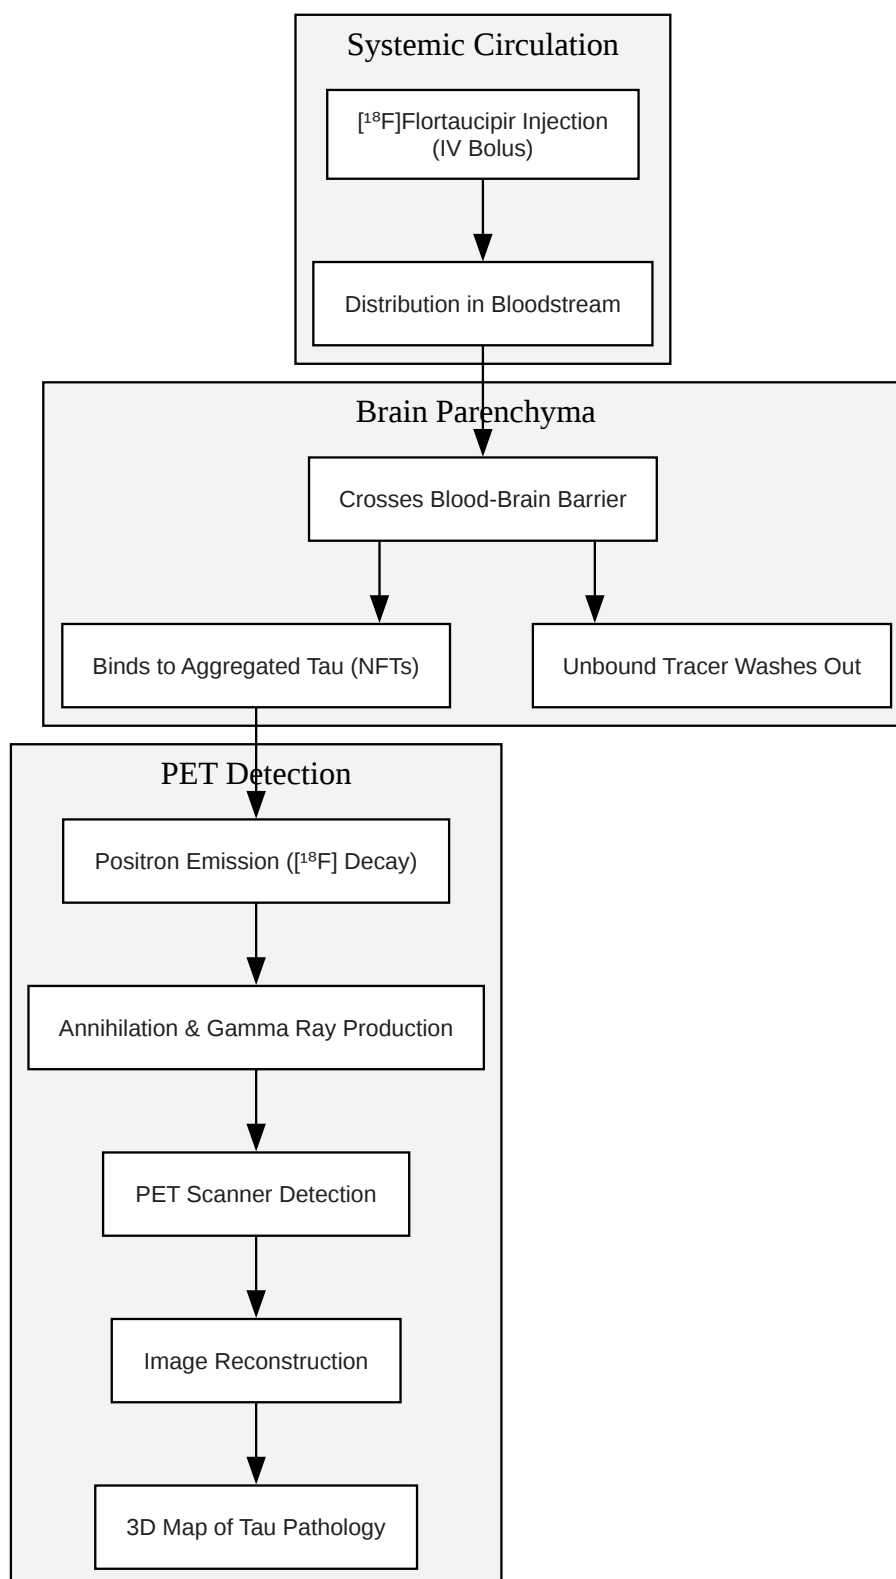 Systemic Circulation
[¹⁸F]Flortaucipir Injection
(IV Bolus)
Distribution in Bloodstream
Brain Parenchyma
Crosses Blood-Brain Barrier
Binds to Aggregated Tau (NFTs)
Unbound Tracer Washes Out
PET Detection
Positron Emission ([¹⁸F] Decay)
Annihilation & Gamma Ray Production
PET Scanner Detection
Image Reconstruction
3D Map of Tau Pathology